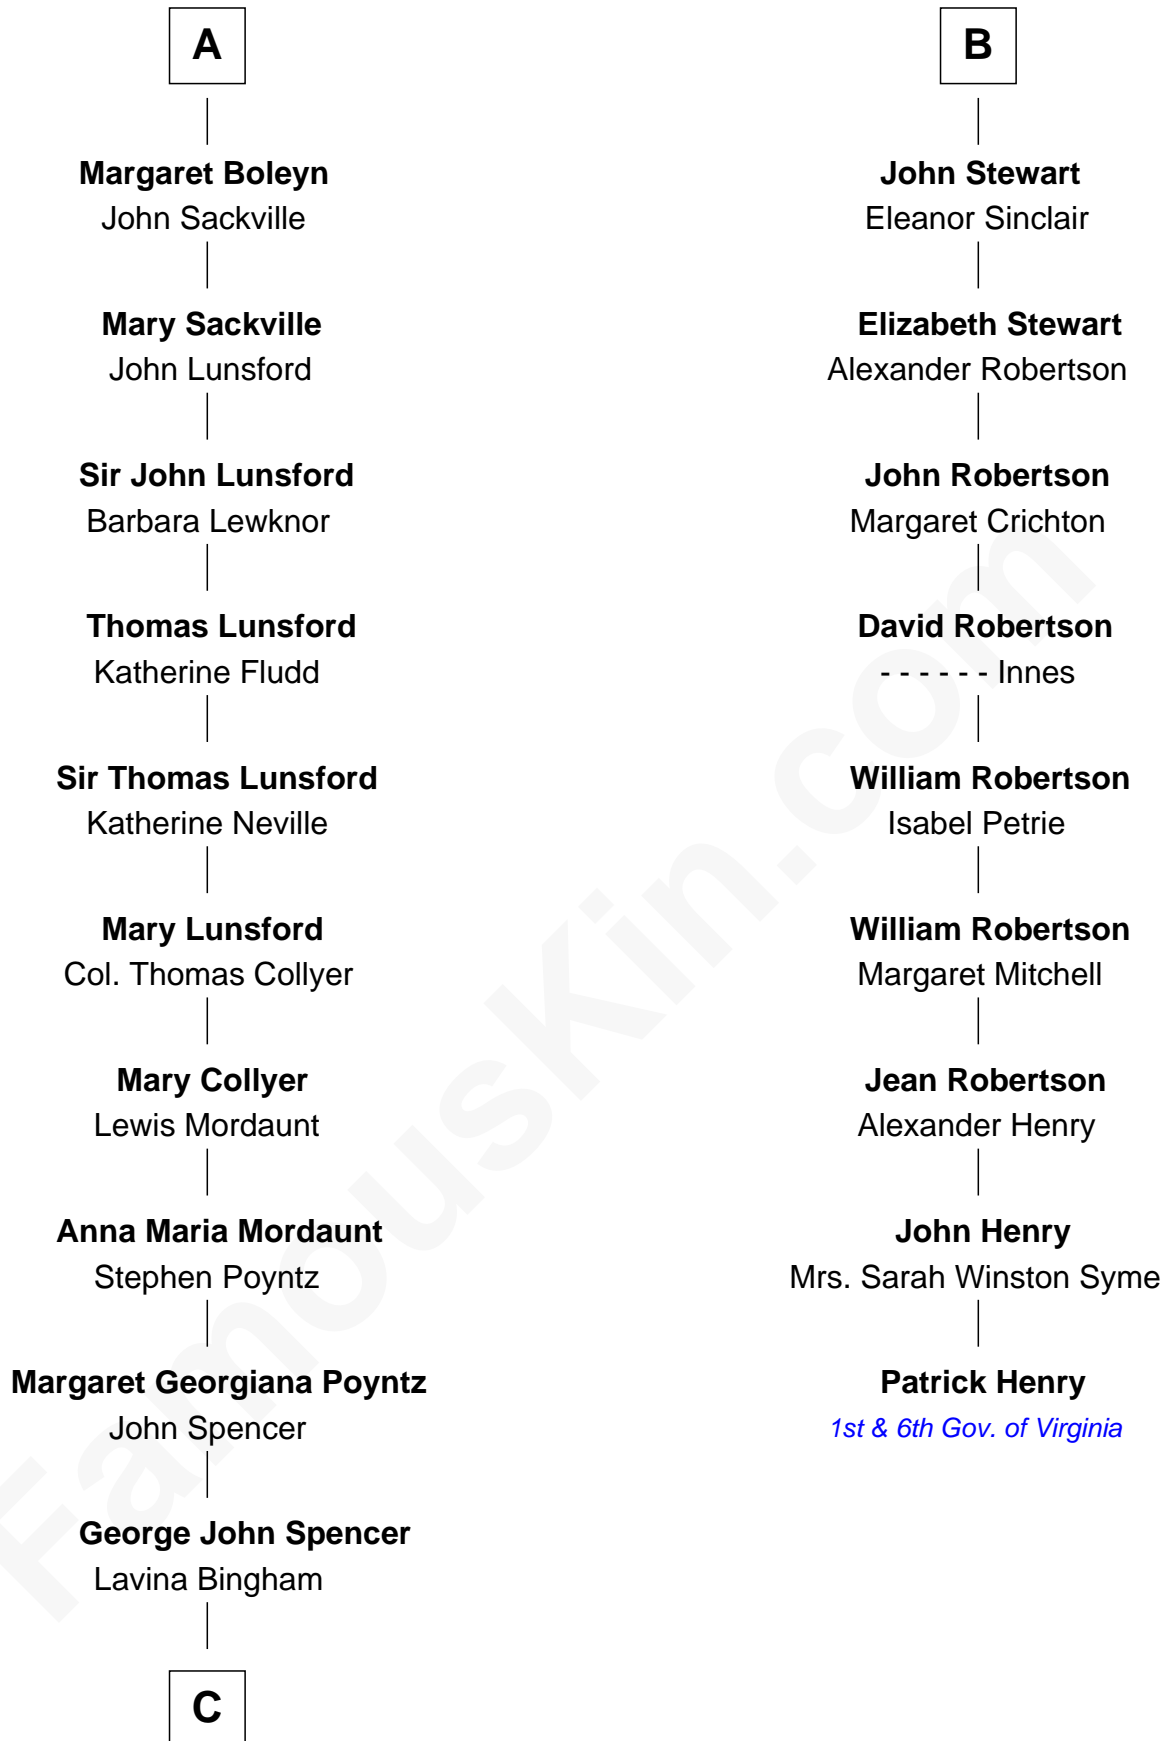 A
Margaret Boleyn
John Sackville
Mary Sackville
John Lunsford
Sir John Lunsford
Barbara Lewknor
Thomas Lunsford
Katherine Fludd
Sir Thomas Lunsford
Katherine Neville
Mary Lunsford
Col. Thomas Collyer
Mary Collyer
Lewis Mordaunt
Anna Maria Mordaunt
Stephen Poyntz
Margaret Georgiana Poyntz
John Spencer
George John Spencer
Lavina Bingham
C
B
John Stewart
Eleanor Sinclair
Elizabeth Stewart
Alexander Robertson
John Robertson
Margaret Crichton
David Robertson
- - - - - - Innes
William Robertson
Isabel Petrie
William Robertson
Margaret Mitchell
Jean Robertson
Alexander Henry
John Henry
Mrs. Sarah Winston Syme
Patrick Henry
1st & 6th Gov. of Virginia
FamousKin.com